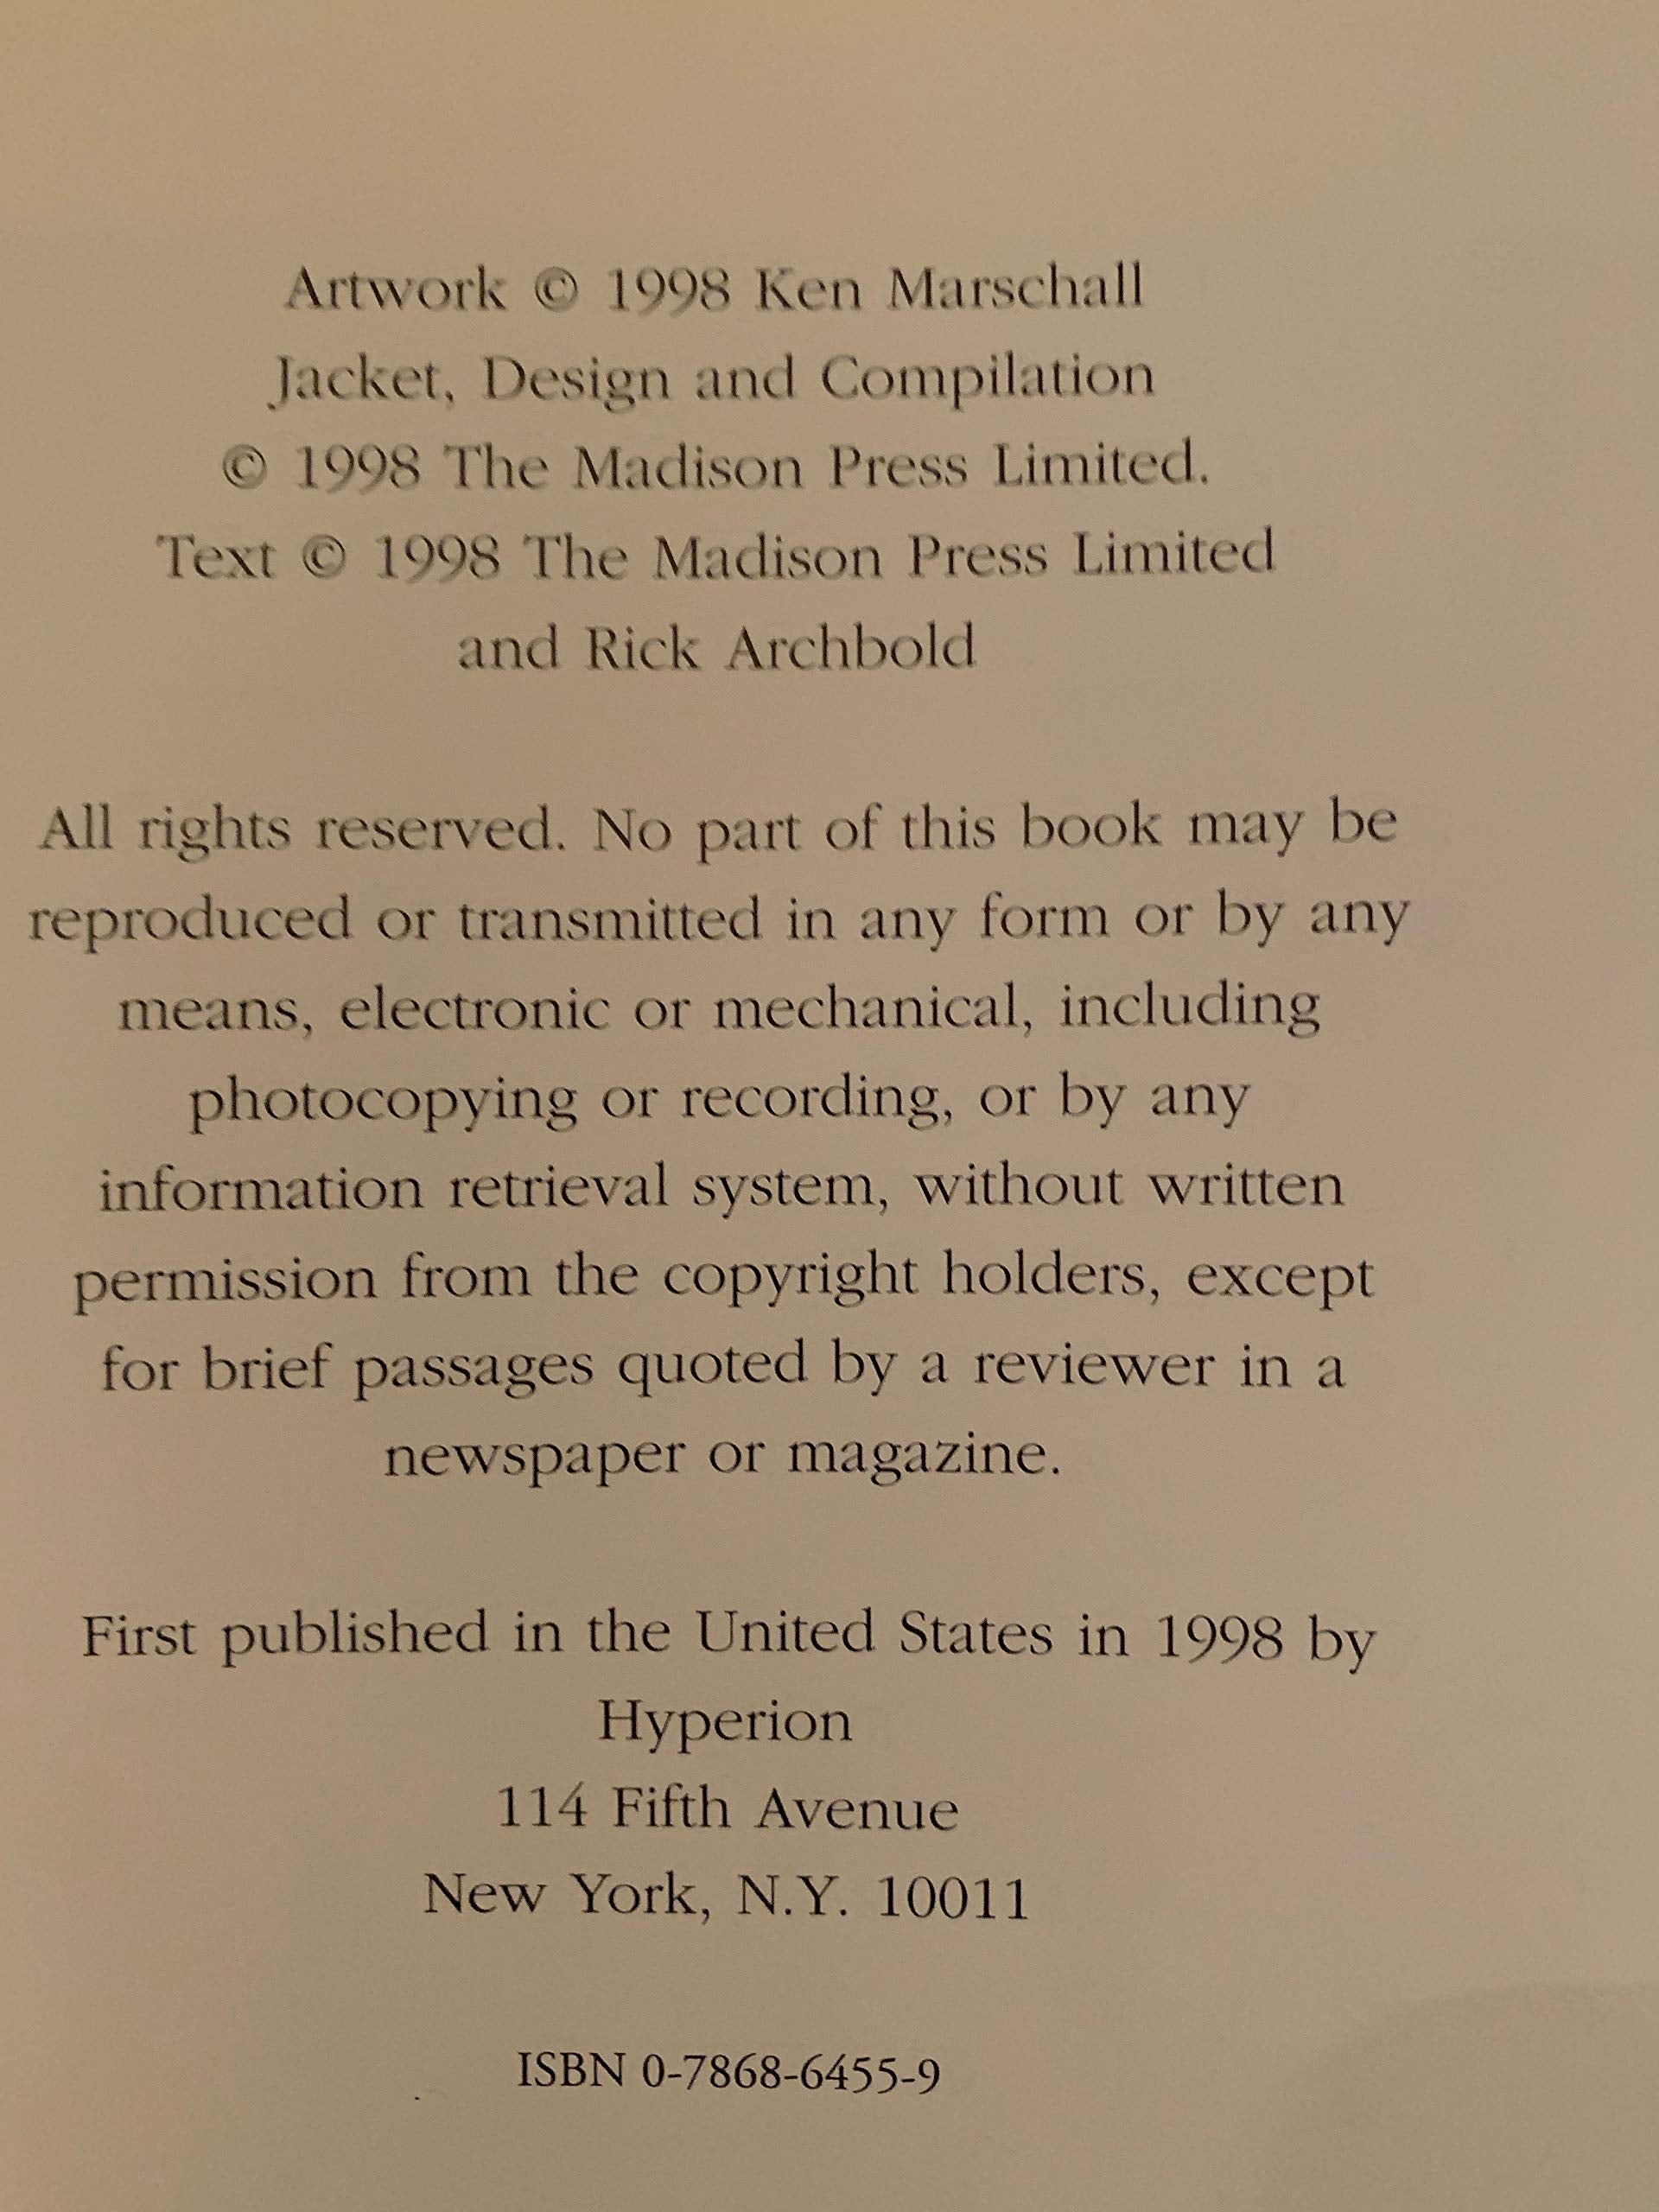 Artwork © 1998 Ken Marschall
Jacket, Design and Compilation
© 1998 The Madison Press Limited.
Text © 1998 The Madison Press Limited
and Rick Archbold
All rights reserved. No part of this book may be
reproduced or transmitted in any form or by any
means, electronic or mechanical, including
photocopying or recording, or by any
information retrieval system, without written
permission from the copyright holders, except
for brief passages quoted by a reviewer in a
newspaper or magazine.
First published in the United States in 1998 by
Hyperion
114 Fifth Avenue
New York, N.Y. 10011
ISBN 0-7868-6455-9